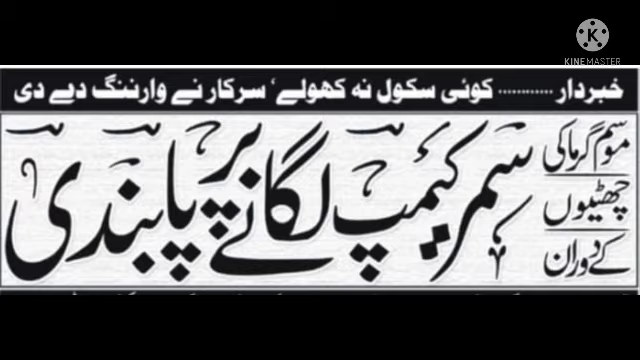 KINEMASTER
خبردار ............ کوئی سکول نہ کھولے‘ سرکار نے وارننگ دے دی
موسم گرما کی
چھٹیوں
کے دوران
سمر کیمپ لگانے پر پابندی